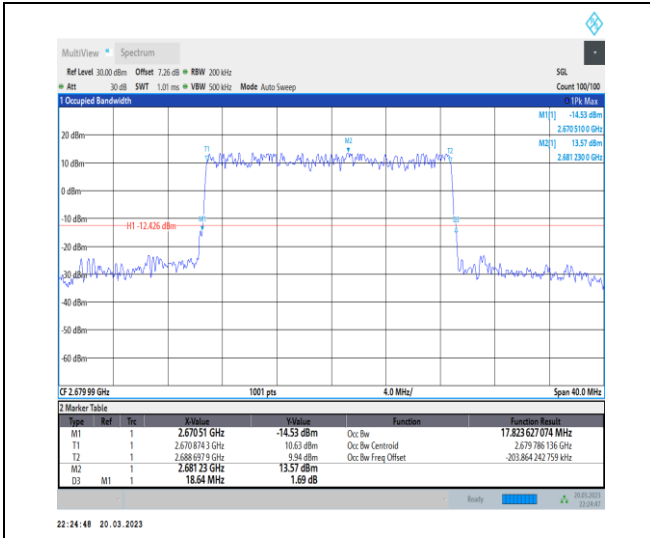 MultiView Spectrum
Ref Level 30.00 dBm Offset 7.26 dB RBW 200 kHz SGL
Att 30 dB SWT 1.01 ms VBW 500 kHz Mode Auto Sweep Count 100/100
1 Occupied Bandwidth 1Pk Max
M1[1] -14.53 dBm
2.670 510 0 GHz
M2[1] 13.57 dBm
2.681 230 0 GHz
20 dBm
10 dBm
0 dBm
-10 dBm
-20 dBm
-30 dBm
-40 dBm
-50 dBm
-60 dBm
T1
M2
T2
H1 -12.426 dBm
CF 2.679 99 GHz 1001 pts 4.0 MHz/ Span 40.0 MHz
2 Marker Table
Type Ref Trc X-Value Y-Value Function Function Result
M1 1 2.670 51 GHz -14.53 dBm Occ Bw 17.823 627 074 MHz
T1 1 2.670 874 3 GHz 10.63 dBm Occ Bw Centroid 2.679 786 136 GHz
T2 1 2.688 697 9 GHz 9.94 dBm Occ Bw Freq Offset -203.864 242 759 kHz
M2 1 2.681 23 GHz 13.57 dBm
D3 M1 1 18.64 MHz 1.69 dB
Ready 20.03.2023
22:24:47
22:24:48 20.03.2023